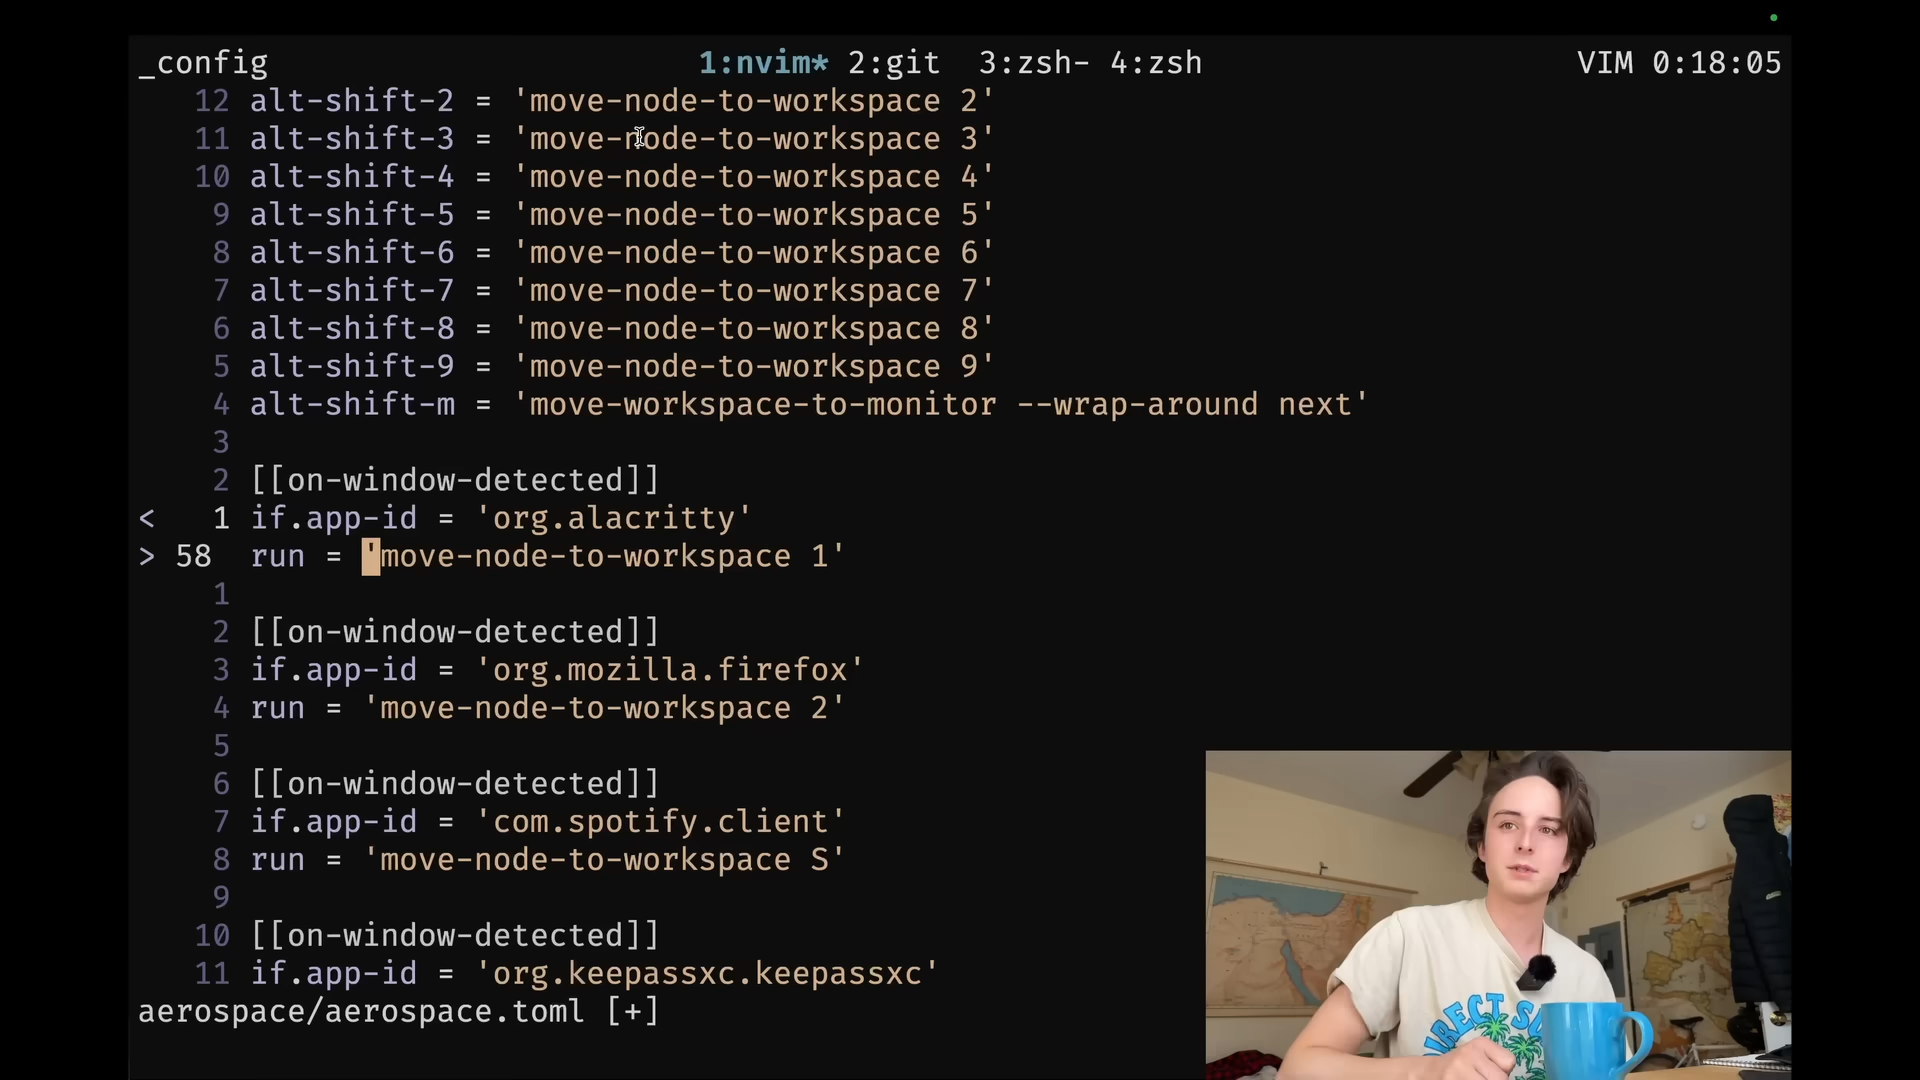 _config 1:nvim* 2:git 3:zsh- 4:zsh VIM 0:18:05
12 alt-shift-2 = 'move-node-to-workspace 2'
11 alt-shift-3 = 'move-node-to-workspace 3'
10 alt-shift-4 = 'move-node-to-workspace 4'
9 alt-shift-5 = 'move-node-to-workspace 5'
8 alt-shift-6 = 'move-node-to-workspace 6'
7 alt-shift-7 = 'move-node-to-workspace 7'
6 alt-shift-8 = 'move-node-to-workspace 8'
5 alt-shift-9 = 'move-node-to-workspace 9'
4 alt-shift-m = 'move-workspace-to-monitor --wrap-around next'
3
2 [[on-window-detected]]
< 1 if.app-id = 'org.alacritty'
> 58 run = 'move-node-to-workspace 1'
1
2 [[on-window-detected]]
3 if.app-id = 'org.mozilla.firefox'
4 run = 'move-node-to-workspace 2'
5
6 [[on-window-detected]]
7 if.app-id = 'com.spotify.client'
8 run = 'move-node-to-workspace S'
9
10 [[on-window-detected]]
11 if.app-id = 'org.keepassxc.keepassxc'
aerospace/aerospace.toml [+]